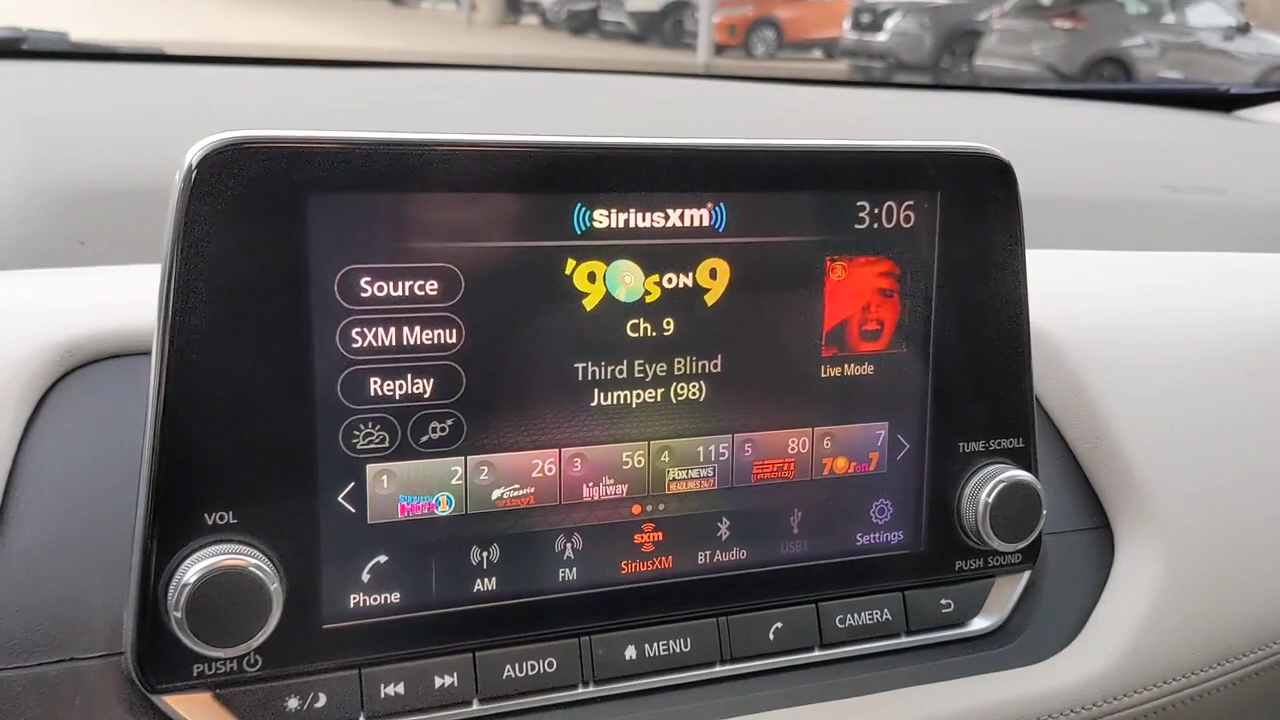 SiriusXM
3:06
Source
SXM Menu
Replay
'90s ON 9
Ch. 9
Third Eye Blind
Jumper (98)
Live Mode
1 2
2 26
Classic vinyl
3 56
the highway
4 115
FOX NEWS
HEADLINES 24/7
5 80
ESPN
RADIO
6 7
70s on 7
Phone
AM
FM
sxm
SiriusXM
BT Audio
USB1
Settings
VOL
PUSH
TUNE·SCROLL
PUSH SOUND
AUDIO
MENU
CAMERA